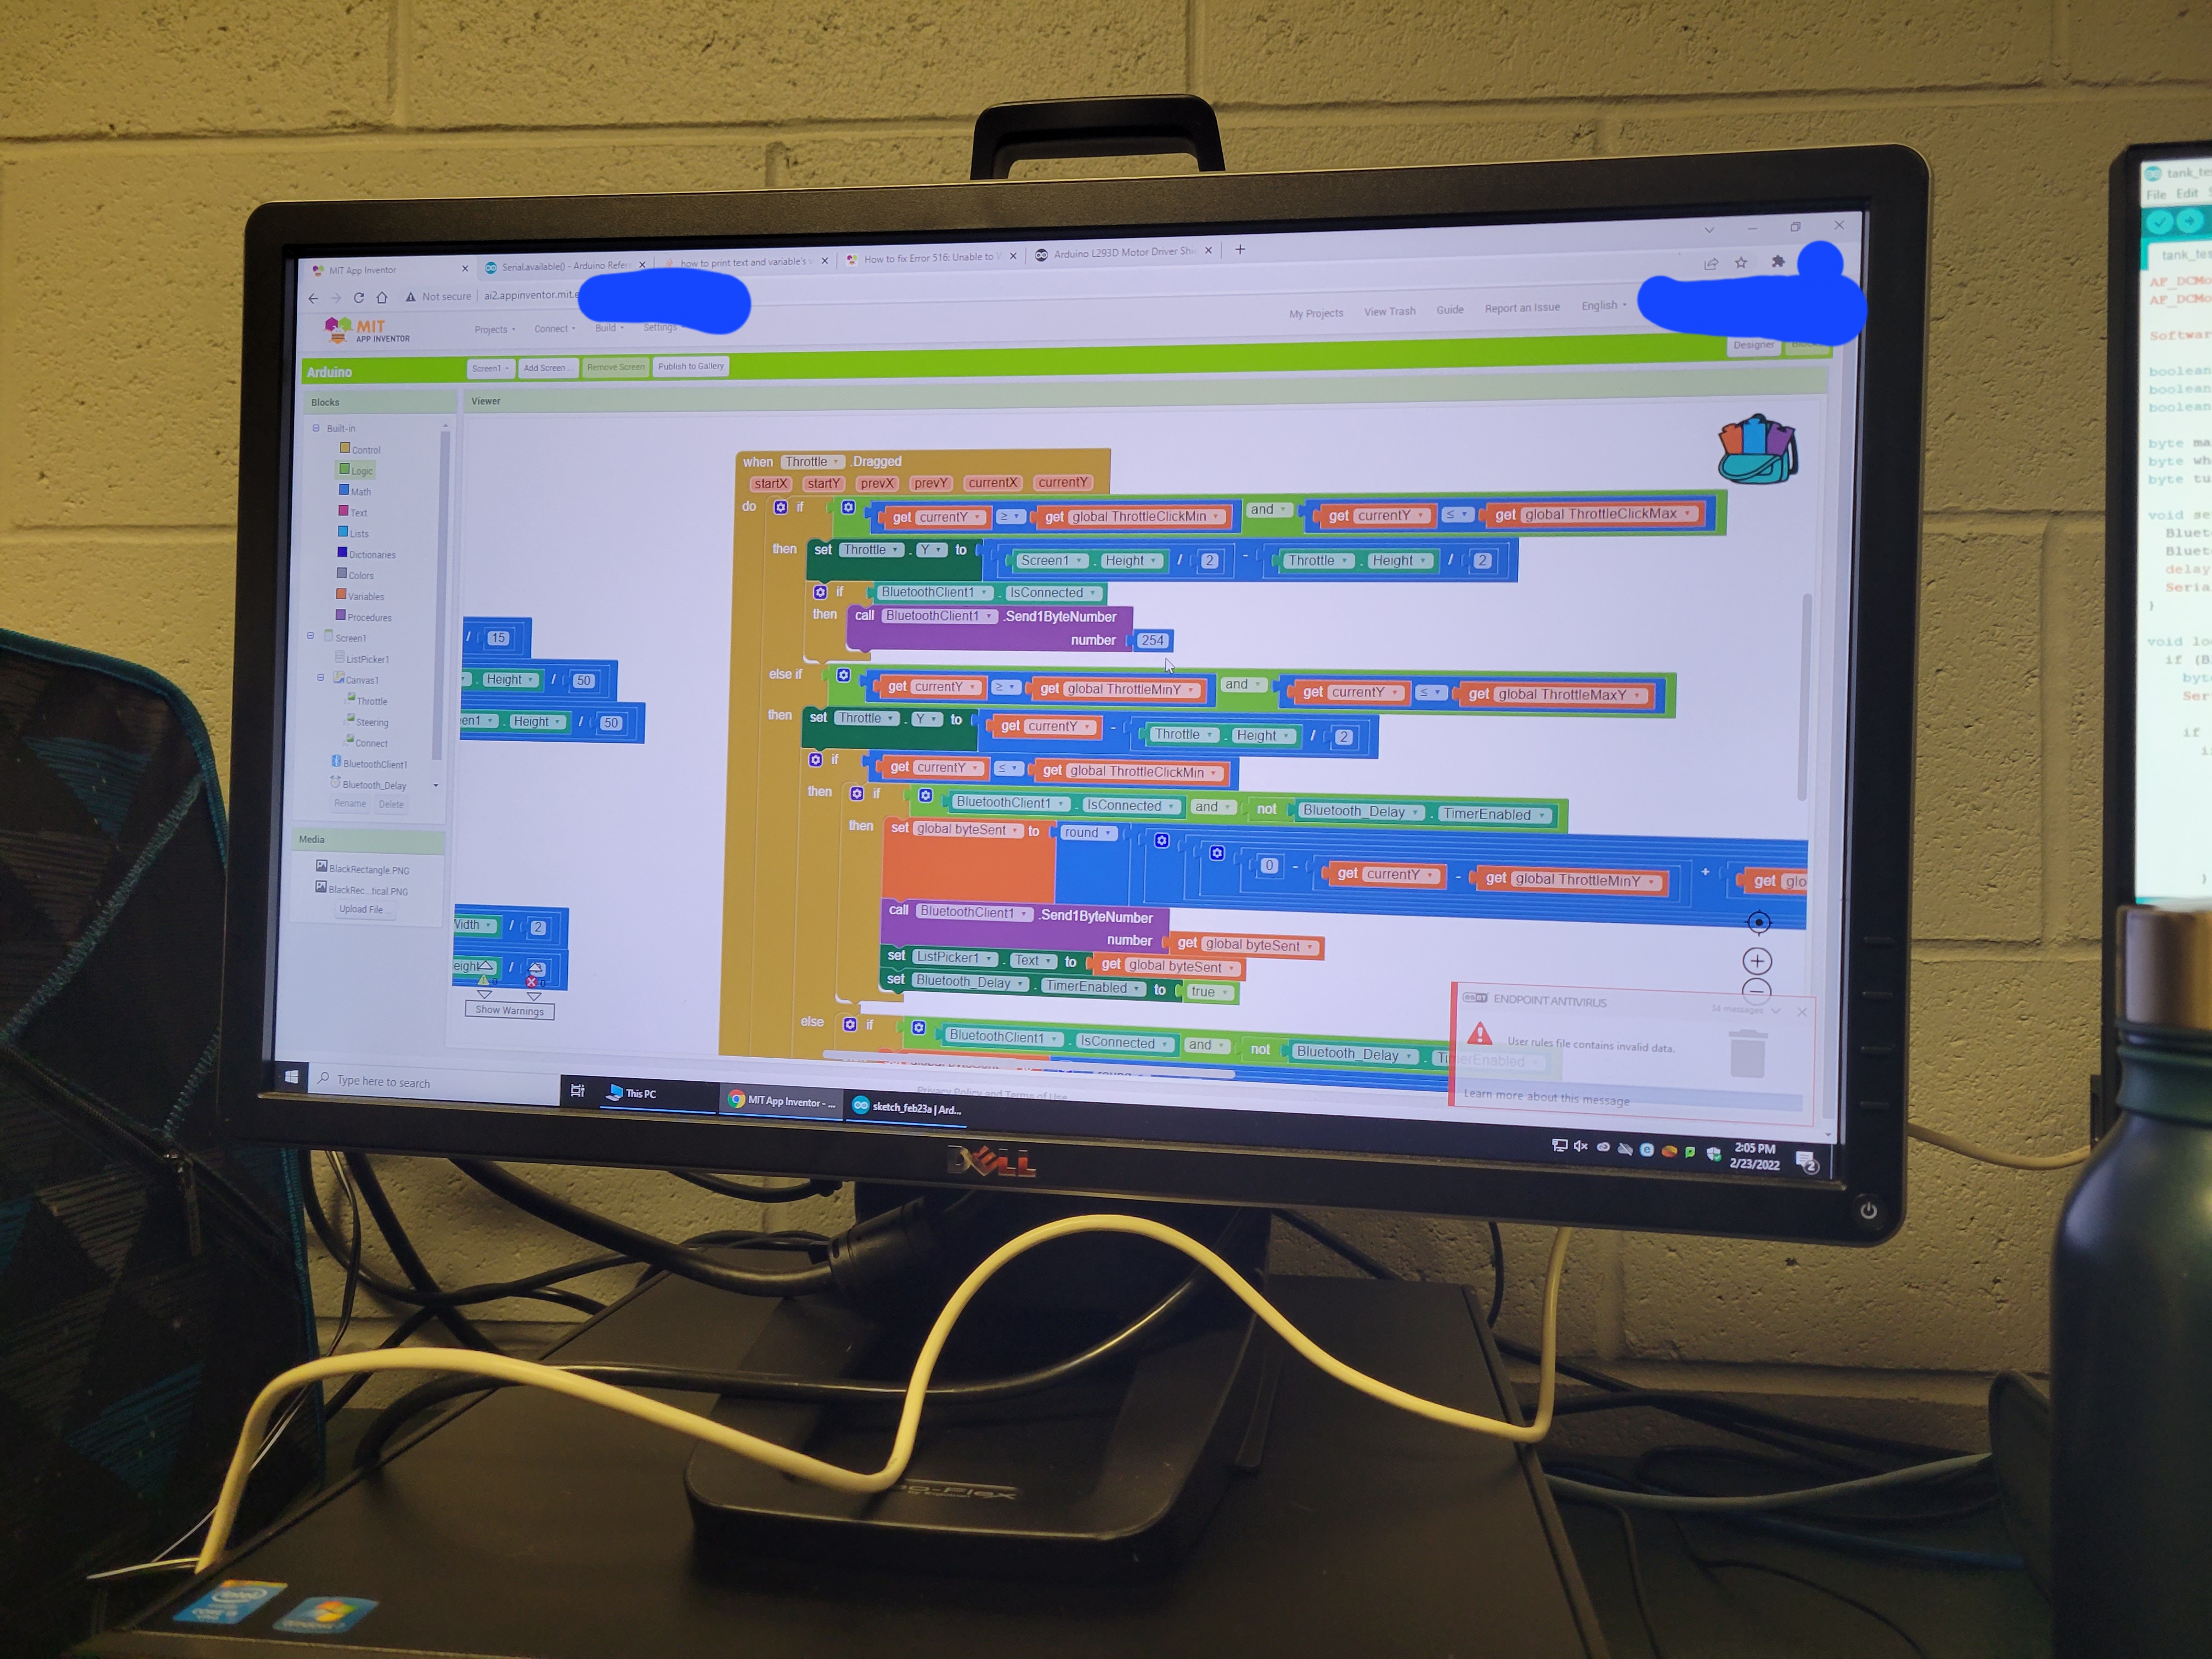 MIT App Inventor
Serial.available() - Arduino Refer
how to print text and variable's v
How to fix Error 516: Unable to W
Arduino L293D Motor Driver Shi
Not secure
ai2.appinventor.mit.e
MIT
APP INVENTOR
Projects
Connect
Build
Settings
My Projects
View Trash
Guide
Report an Issue
English
Arduino
Screen1
Add Screen ...
Remove Screen
Publish to Gallery
Designer
Blocks
Viewer
Built-in
Control
Logic
Math
Text
Lists
Dictionaries
Colors
Variables
Procedures
Screen1
ListPicker1
Canvas1
Throttle
Steering
Connect
BluetoothClient1
Bluetooth_Delay
Rename
Delete
Media
BlackRectangle.PNG
BlackRec...tical.PNG
Upload File ...
/ 15
. Height / 50
en1 . Height / 50
Width / 2
eight /
Show Warnings
when Throttle .Dragged
startX startY prevX prevY currentX currentY
do if get currentY ≥ get global ThrottleClickMin and get currentY ≤ get global ThrottleClickMax
then set Throttle . Y to Screen1 . Height / 2 - Throttle . Height / 2
if BluetoothClient1 . IsConnected
then call BluetoothClient1 .Send1ByteNumber
number 254
else if get currentY ≥ get global ThrottleMinY and get currentY ≤ get global ThrottleMaxY
then set Throttle . Y to get currentY - Throttle . Height / 2
if get currentY ≤ get global ThrottleClickMin
then if BluetoothClient1 . IsConnected and not Bluetooth_Delay . TimerEnabled
then set global byteSent to round 0 - get currentY - get global ThrottleMinY + get glo
call BluetoothClient1 .Send1ByteNumber
number get global byteSent
set ListPicker1 . Text to get global byteSent
set Bluetooth_Delay . TimerEnabled to true
else if BluetoothClient1 . IsConnected and not Bluetooth_Delay . TimerEnabled
eset ENDPOINT ANTIVIRUS
34 messages
User rules file contains invalid data.
Learn more about this message
Privacy Policy and Terms of Use
Type here to search
This PC
MIT App Inventor - ...
sketch_feb23a | Ard...
2:05 PM
2/23/2022
2
DELL
tank_tes
File Edit
tank_tes
AF_DCMo
AF_DCMo
Softwar
boolean
boolean
boolean
byte ma
byte wh
byte tu
void se
Bluet
Bluet
delay
Seria
}
void lo
if (B
byte
Ser
if
i
}
intel